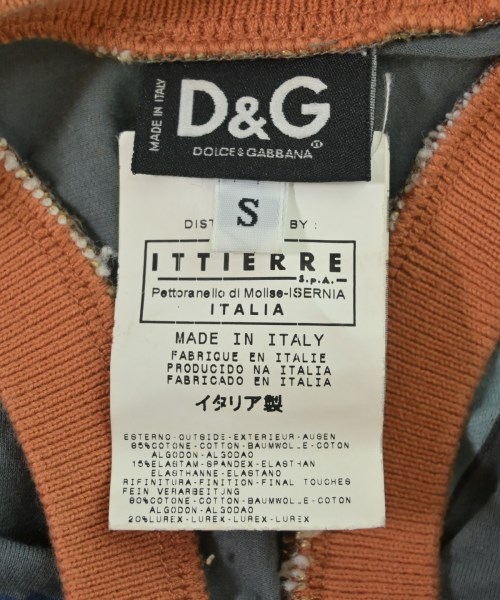 MADE IN ITALY
D&G
DOLCE&GABBANA
S
BY :
ITTIERRE
S.p.A.
Pettoranello di Molise-ISERNIA
ITALIA
MADE IN ITALY
FABRIQUE EN ITALIE
PRODUCIDO NA ITALIA
FABRICADO EN ITALIA
イタリア製
ESTERNO-OUTSIDE-EXTERIEUR-AUSEN
85%COTONE-COTTON-BAUMWOLLE-COTON
ALGODON-ALGODAO
15%ELASTAM-SPANDEX-ELASTHAN
ELASTHANNE-ELASTANO
RIFINITURA-FINITION-FINAL TOUCHES
FEIN VERARBEITUNG
80%COTONE-COTTON-BAUMWOLLE-COTON
ALGODON-ALGODAO
20%LUREX-LUREX-LUREX-LUREX